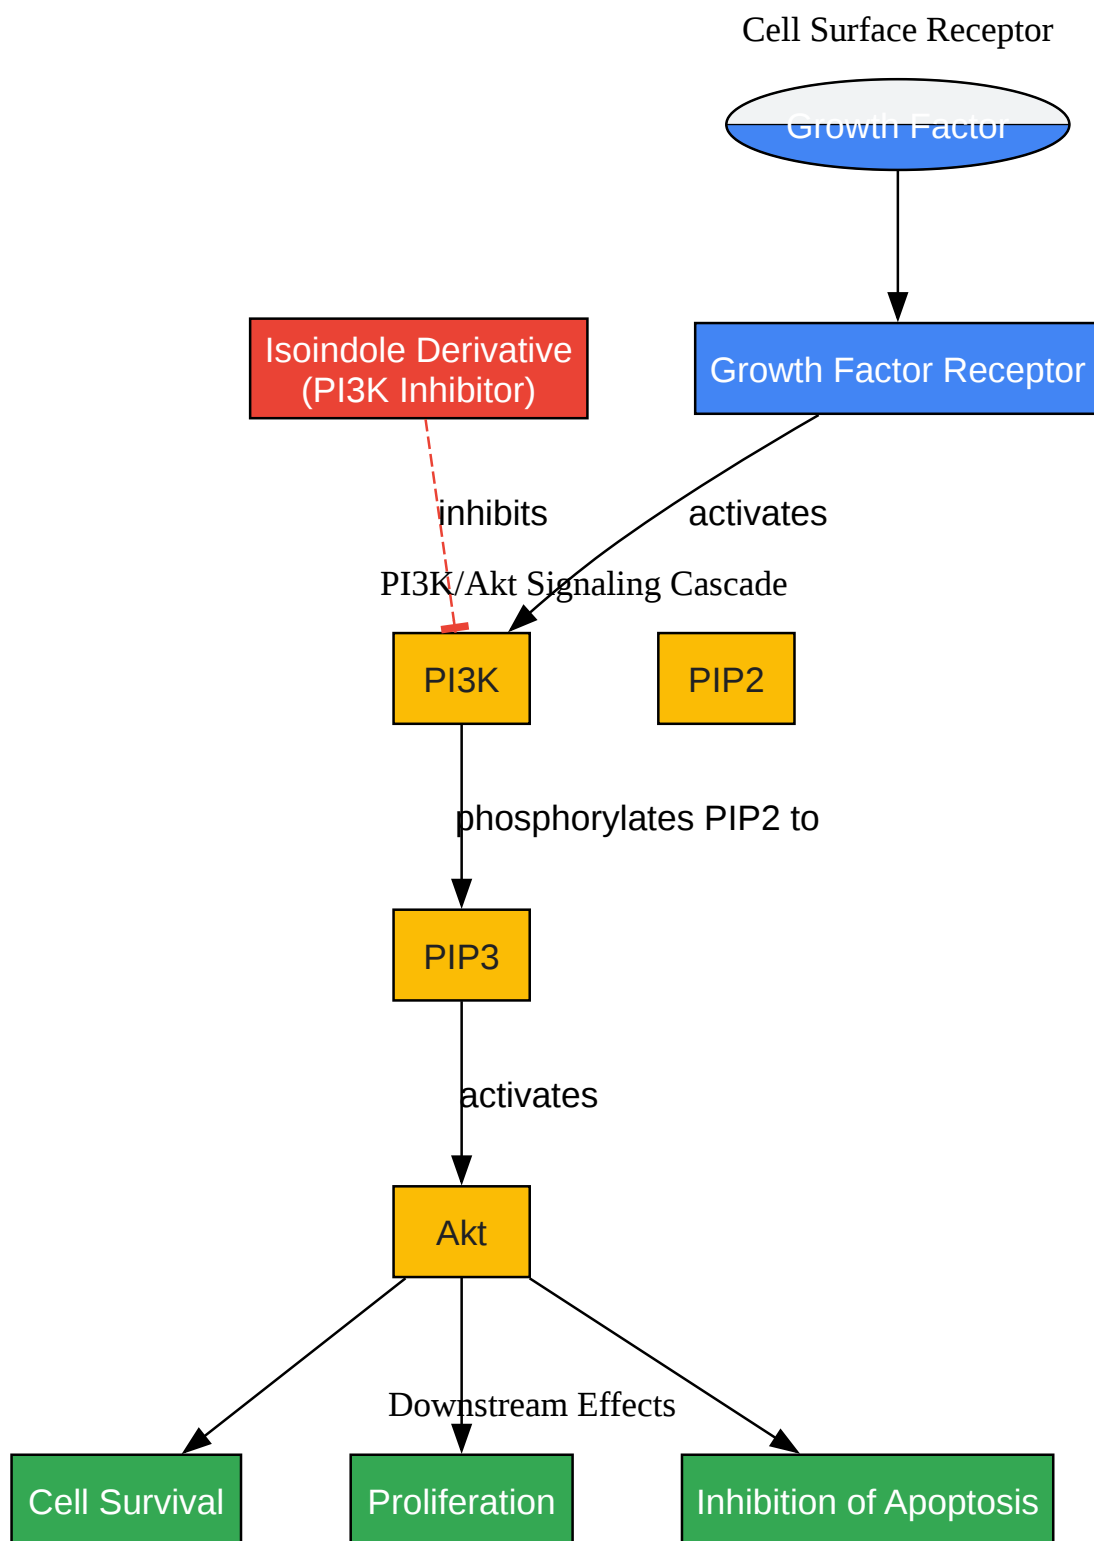 Cell Surface Receptor
Growth Factor
Isoindole Derivative
(PI3K Inhibitor)
Growth Factor Receptor
inhibits
activates
PI3K/Akt Signaling Cascade
PI3K
PIP2
phosphorylates PIP2 to
PIP3
activates
Akt
Downstream Effects
Cell Survival
Proliferation
Inhibition of Apoptosis